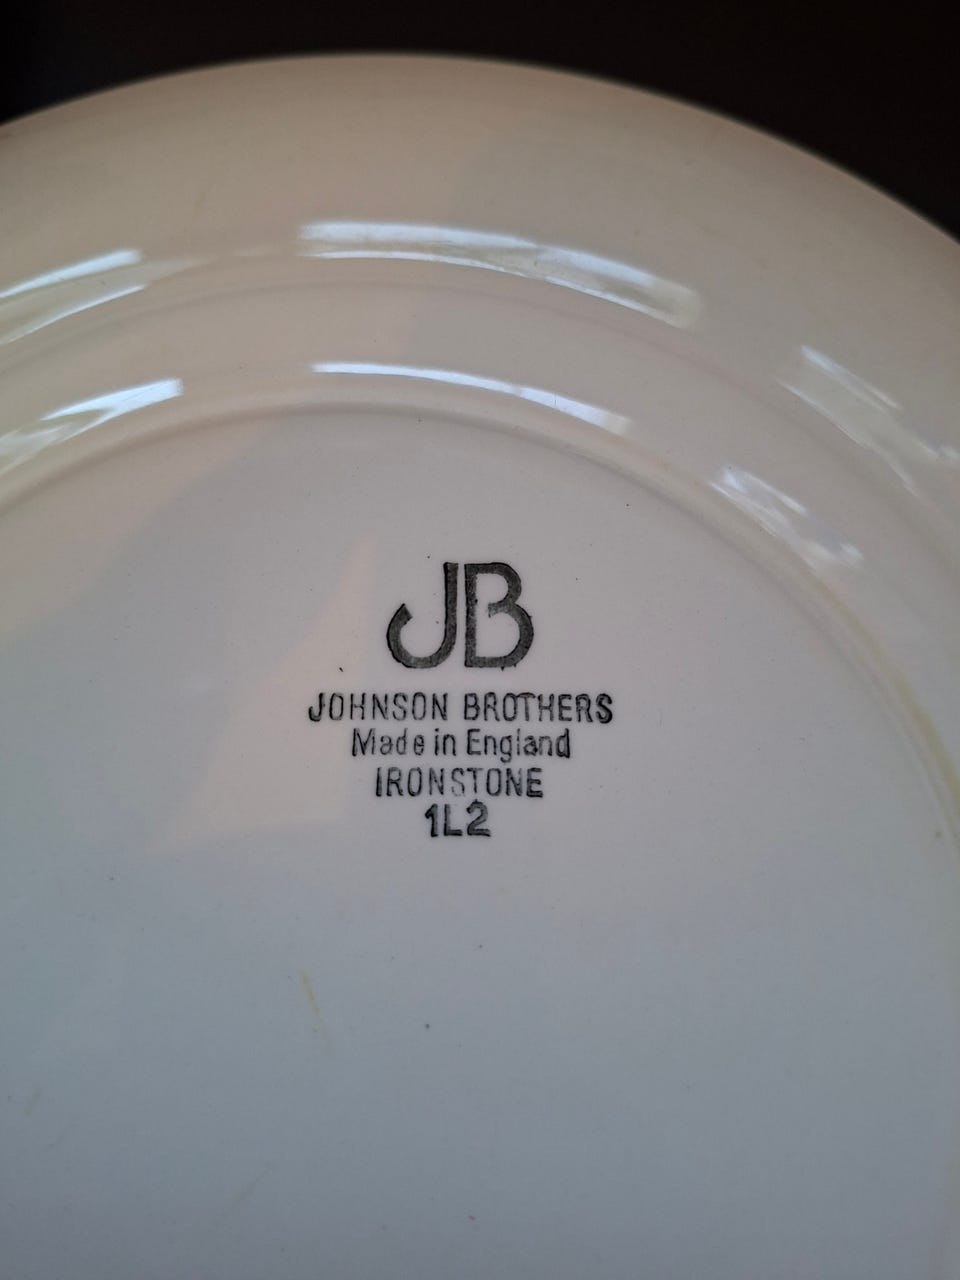 JB
JOHNSON BROTHERS
Made in England
IRONSTONE
1L2